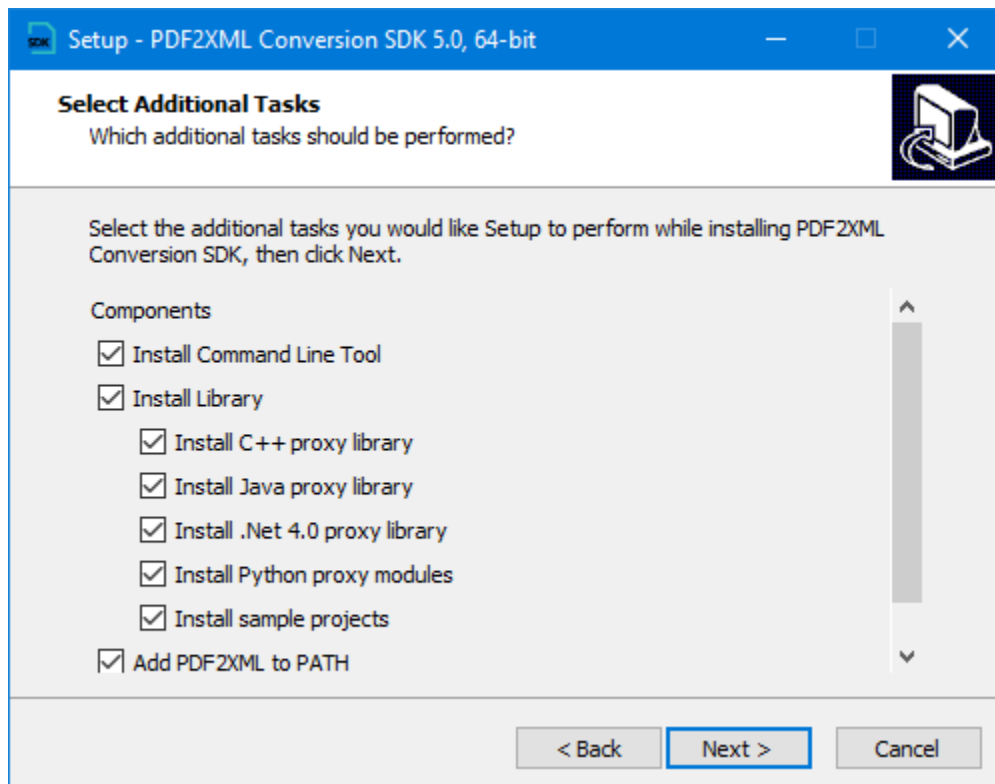 SDK
Setup - PDF2XML Conversion SDK 5.0, 64-bit
Select Additional Tasks
Which additional tasks should be performed?
Select the additional tasks you would like Setup to perform while installing PDF2XML
Conversion SDK, then click Next.
Components
Install Command Line Tool
Install Library
Install C++ proxy library
Install Java proxy library
Install .Net 4.0 proxy library
Install Python proxy modules
Install sample projects
Add PDF2XML to PATH
< Back
Next >
Cancel